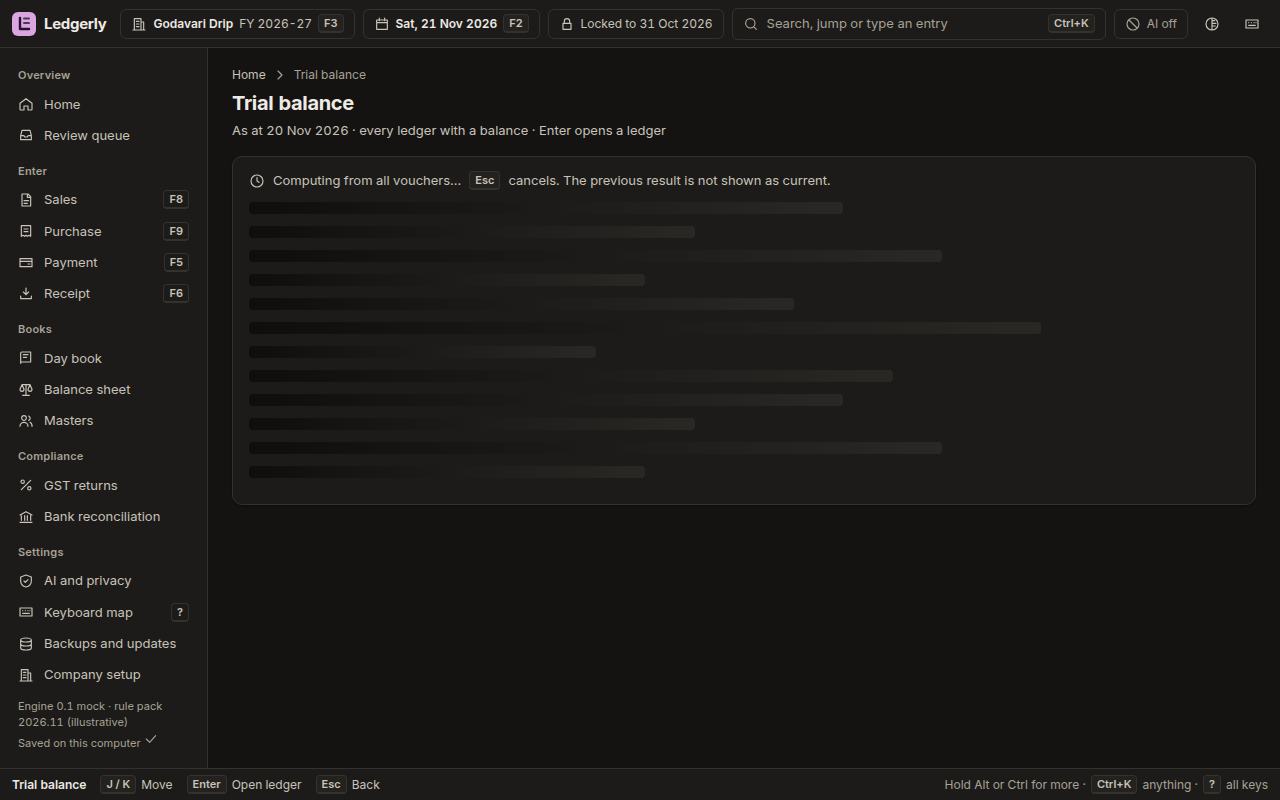 Ledgerly
Godavari Drip FY 2026-27 F3
Sat, 21 Nov 2026 F2
Locked to 31 Oct 2026
Search, jump or type an entry Ctrl+K
AI off
Overview
Home
Review queue
Enter
Sales F8
Purchase F9
Payment F5
Receipt F6
Books
Day book
Balance sheet
Masters
Compliance
GST returns
Bank reconciliation
Settings
AI and privacy
Keyboard map ?
Backups and updates
Company setup
Engine 0.1 mock · rule pack
2026.11 (illustrative)
Saved on this computer
Home Trial balance
Trial balance
As at 20 Nov 2026 · every ledger with a balance · Enter opens a ledger
Computing from all vouchers... Esc cancels. The previous result is not shown as current.
Trial balance J / K Move Enter Open ledger Esc Back
Hold Alt or Ctrl for more · Ctrl+K anything · ? all keys